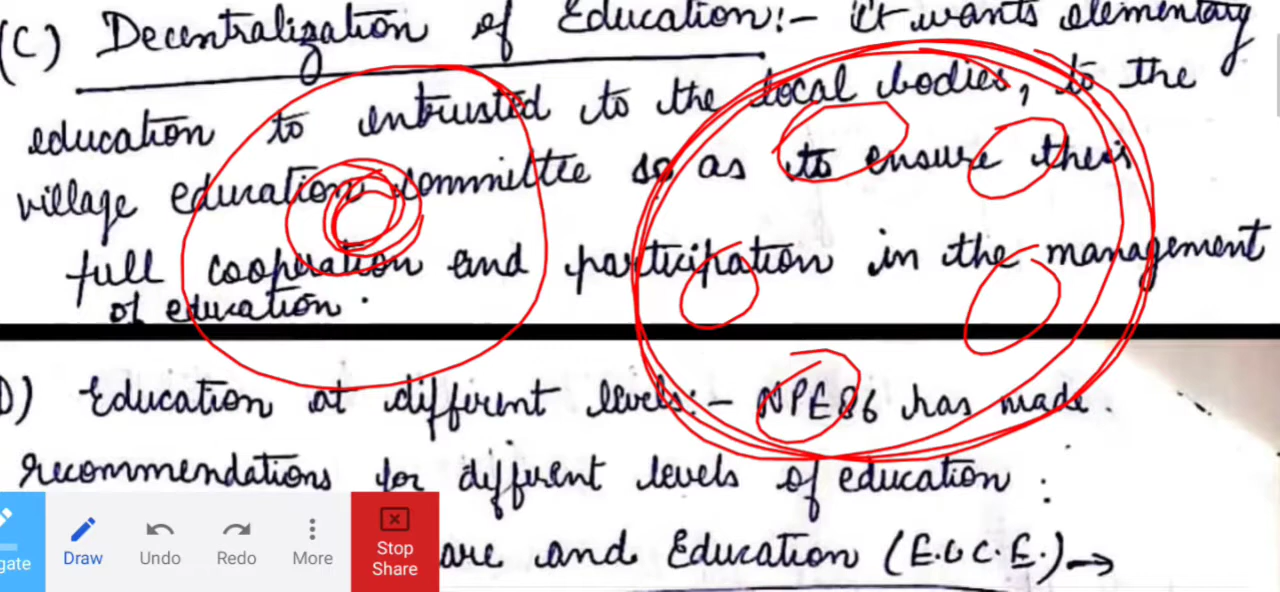 (C) Decentralization of Education:- It wants elementary
education to entrusted to the local bodies, to the
village education committee so as to ensure their
full cooperation and participation in the management
of education.
D) Education at different levels:- NPE86 has made.
recommendations for different levels of education :
are and Education (E.C.C.E.)→
gate
Draw
Undo
Redo
More
Stop
Share